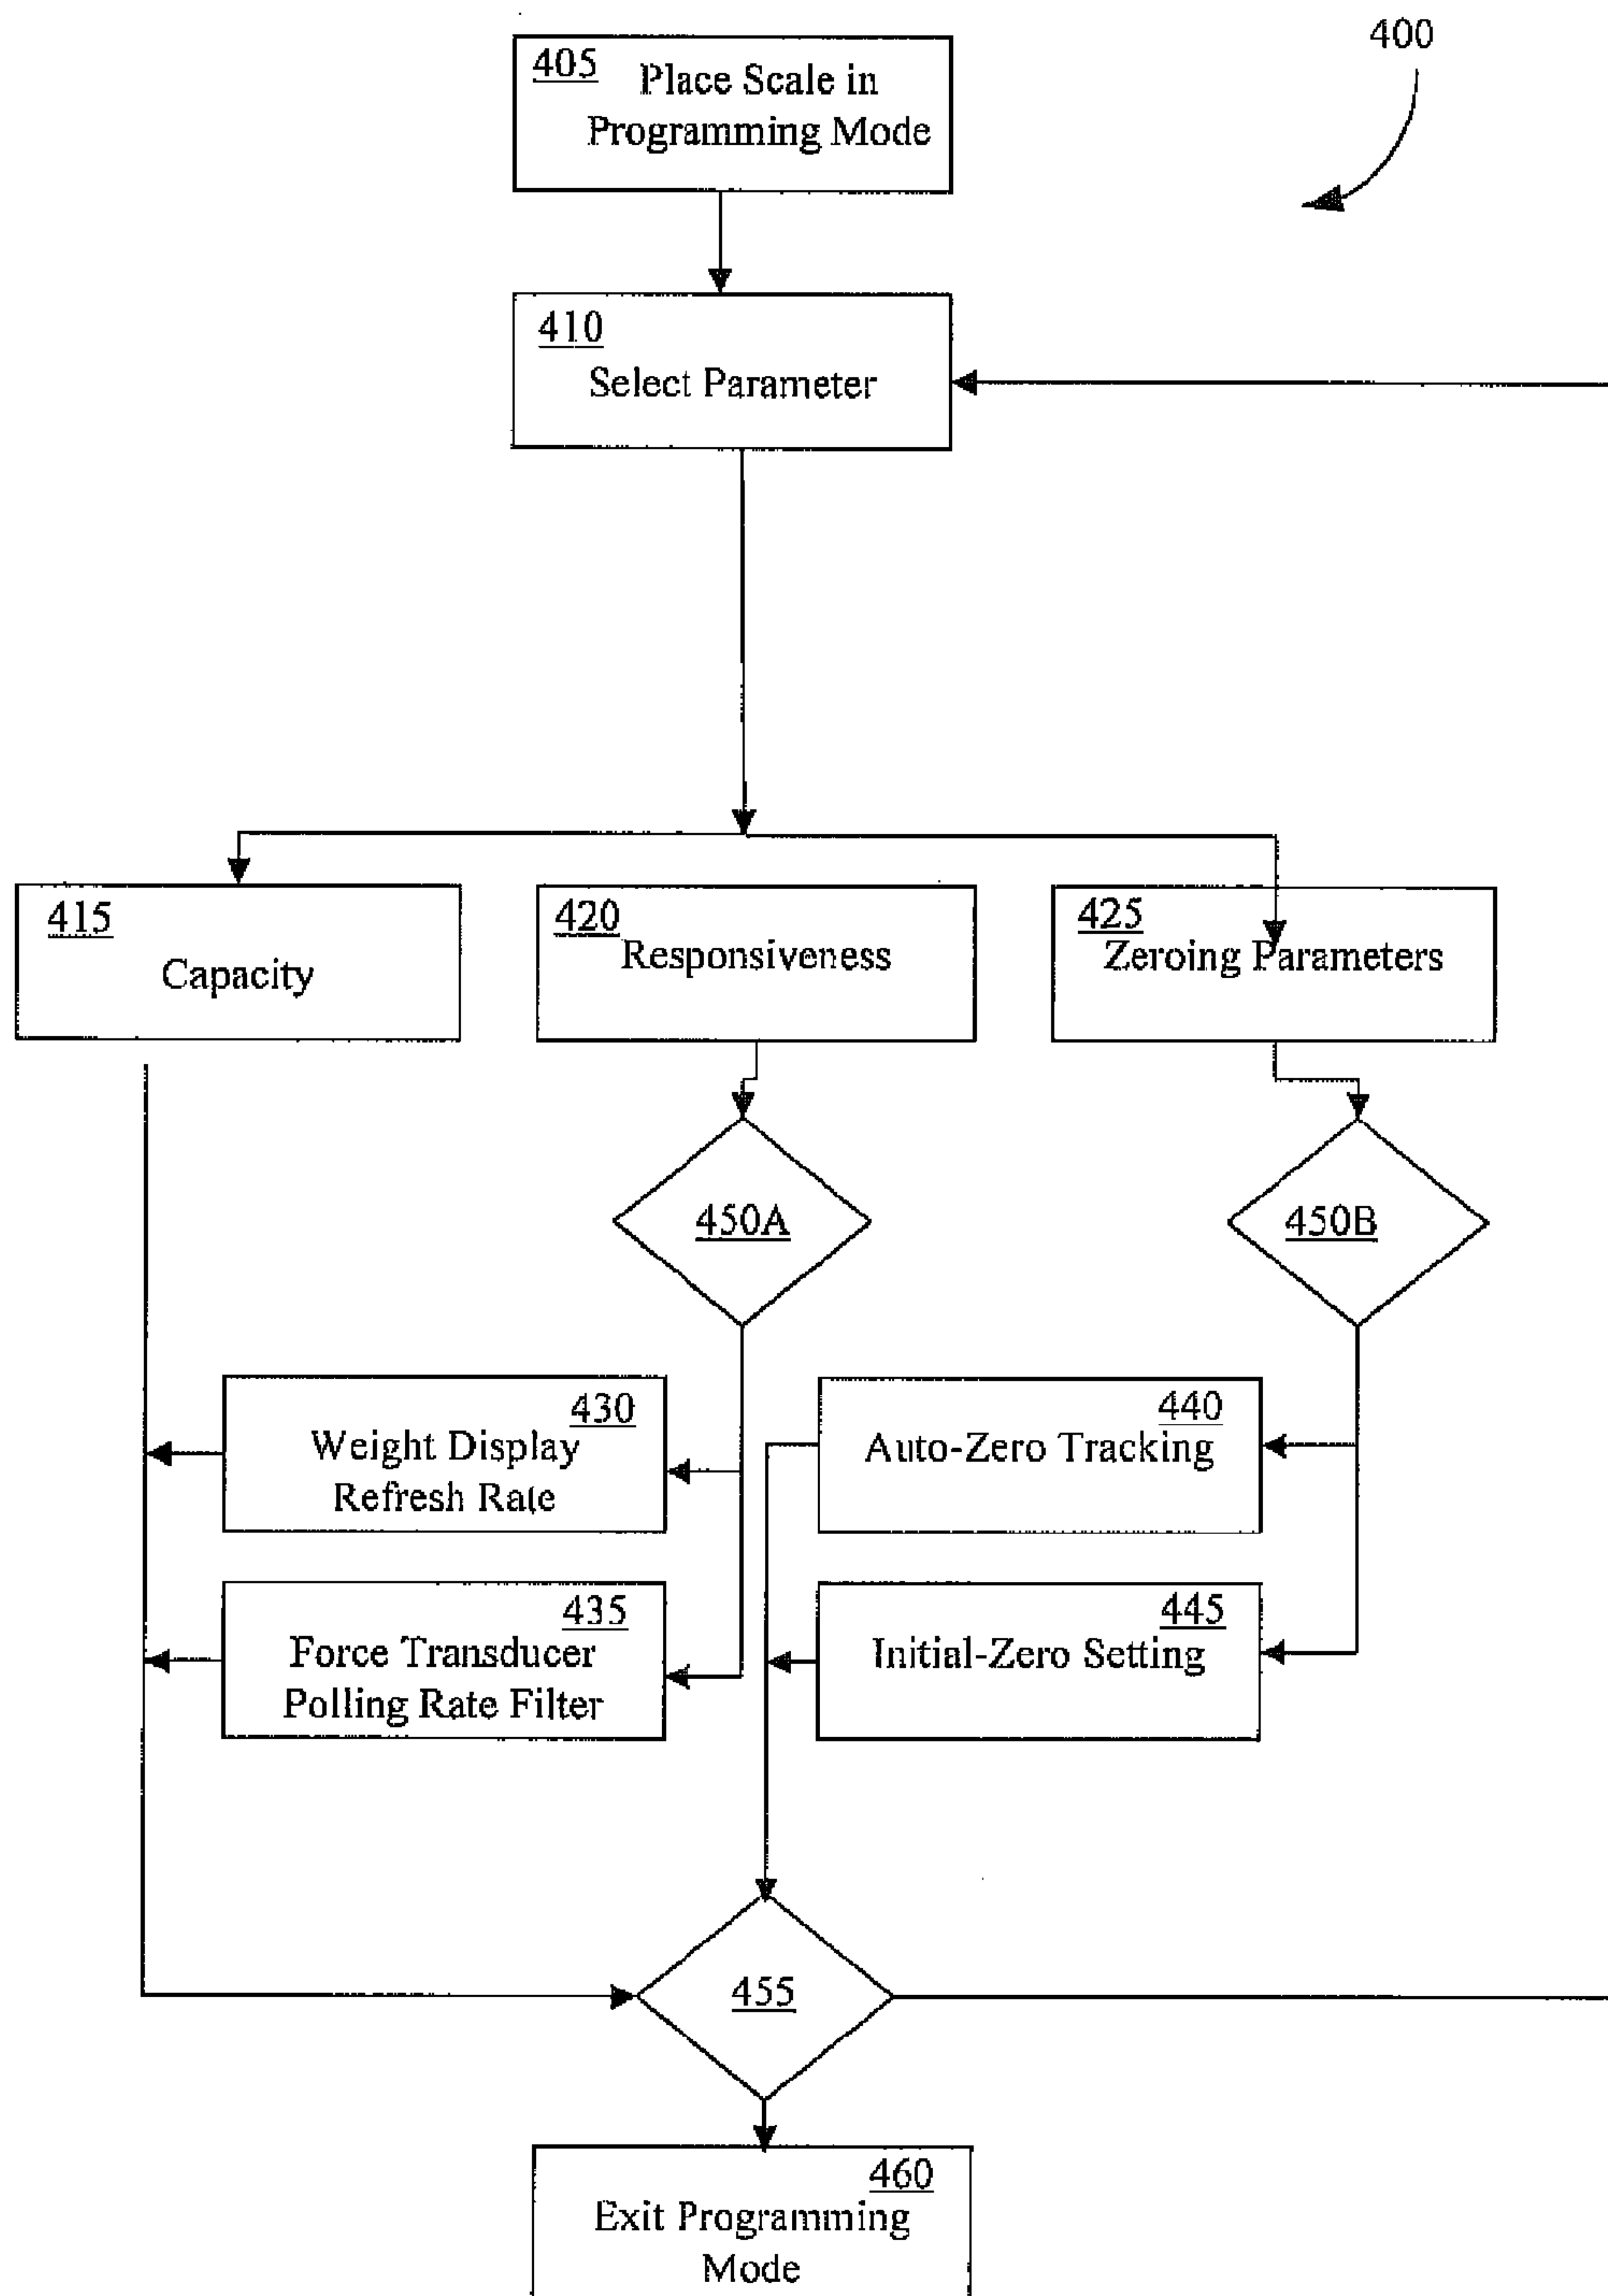 400
405 Place Scale in
Programming Mode
410
Select Parameter
415
Capacity
420
Responsiveness
425
Zeroing Parameters
450A
450B
430
Weight Display
Refresh Rate
440
Auto-Zero Tracking
435
Force Transducer
Polling Rate Filter
445
Initial-Zero Setting
455
460
Exit Programming
Mode